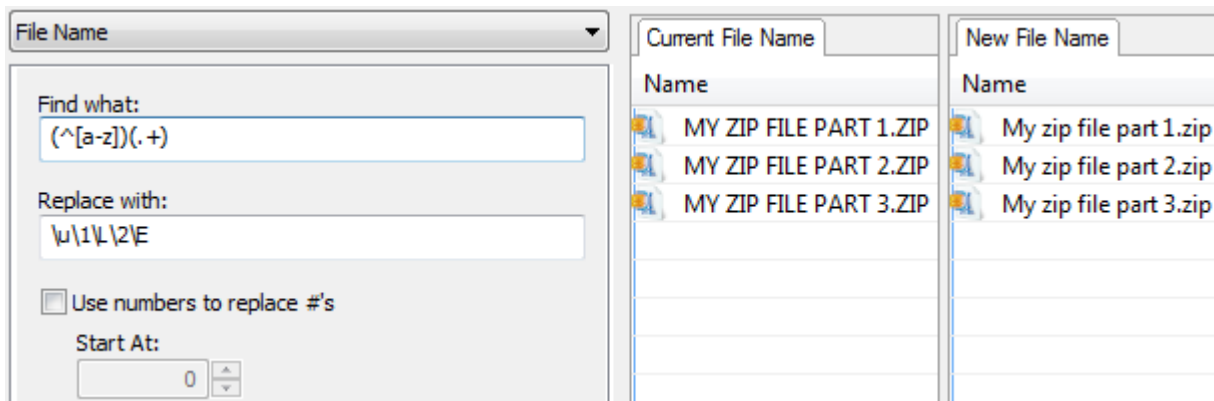 File Name
Find what:
(^[a-z])(.+)
Replace with:
\u\1\L\2\E
Use numbers to replace #'s
Start At:
0
Current File Name
Name
MY ZIP FILE PART 1.ZIP
MY ZIP FILE PART 2.ZIP
MY ZIP FILE PART 3.ZIP
New File Name
Name
My zip file part 1.zip
My zip file part 2.zip
My zip file part 3.zip